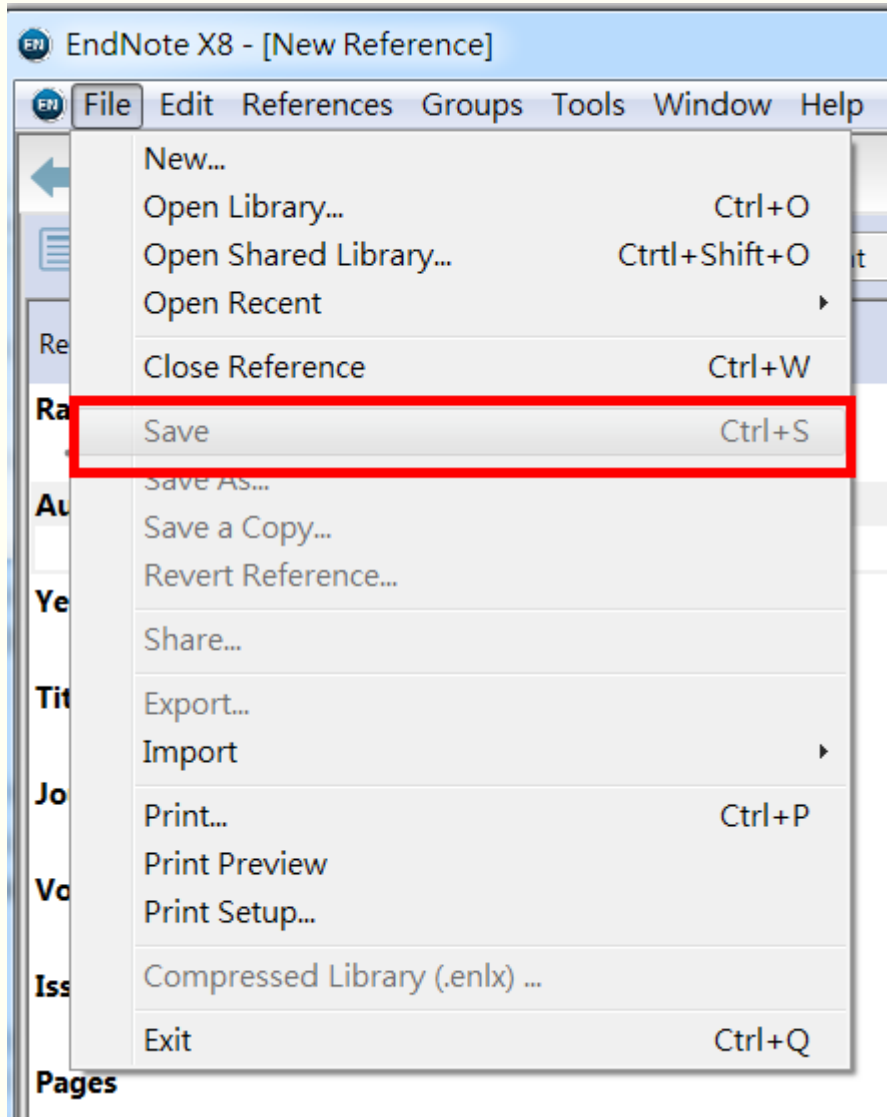 EndNote X8 - [New Reference]
File Edit References Groups Tools Window Help
New...
Open Library... Ctrl+O
Open Shared Library... Ctrtl+Shift+O
Open Recent
Close Reference Ctrl+W
Save Ctrl+S
Save As...
Save a Copy...
Revert Reference...
Share...
Export...
Import
Print... Ctrl+P
Print Preview
Print Setup...
Compressed Library (.enlx) ...
Exit Ctrl+Q
Pages